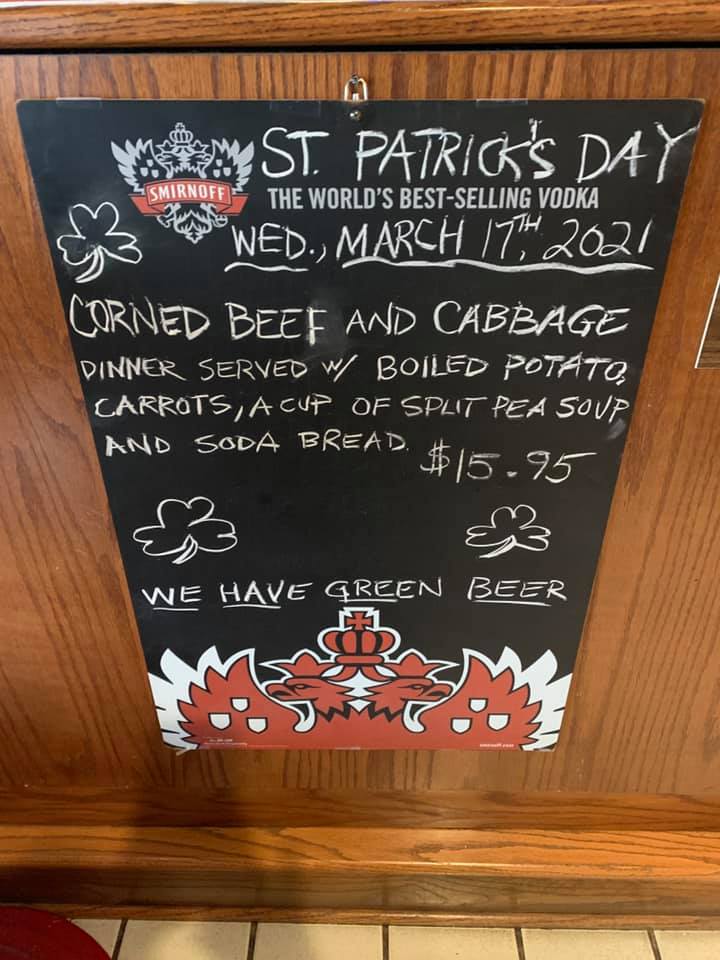 ST. PATRICK'S DAY
SMIRNOFF
THE WORLD'S BEST-SELLING VODKA
WED., MARCH 17TH, 2021
CORNED BEEF AND CABBAGE
DINNER SERVED W/ BOILED POTATO,
CARROTS, A CUP OF SPLIT PEA SOUP
AND SODA BREAD. $15.95
WE HAVE GREEN BEER